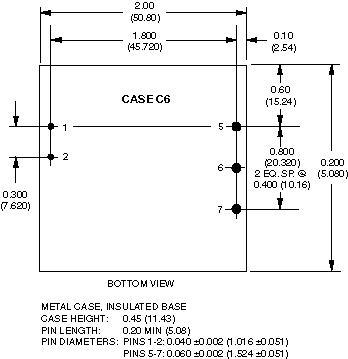 2.00
(50.80)
1.800
(45.720)
0.10
(2.54)
CASE C6
0.60
(15.24)
1
5
2
6
7
0.300
(7.620)
0.800
(20.320)
2 EQ. SP. @
0.400 (10.16)
0.200
(5.080)
BOTTOM VIEW
METAL CASE, INSULATED BASE
CASE HEIGHT: 0.45 (11.43)
PIN LENGTH: 0.20 MIN (5.08)
PIN DIAMETERS: PINS 1-2: 0.040 ±0.002 (1.016 ±0.051)
PINS 5-7: 0.060 ±0.002 (1.524 ±0.051)